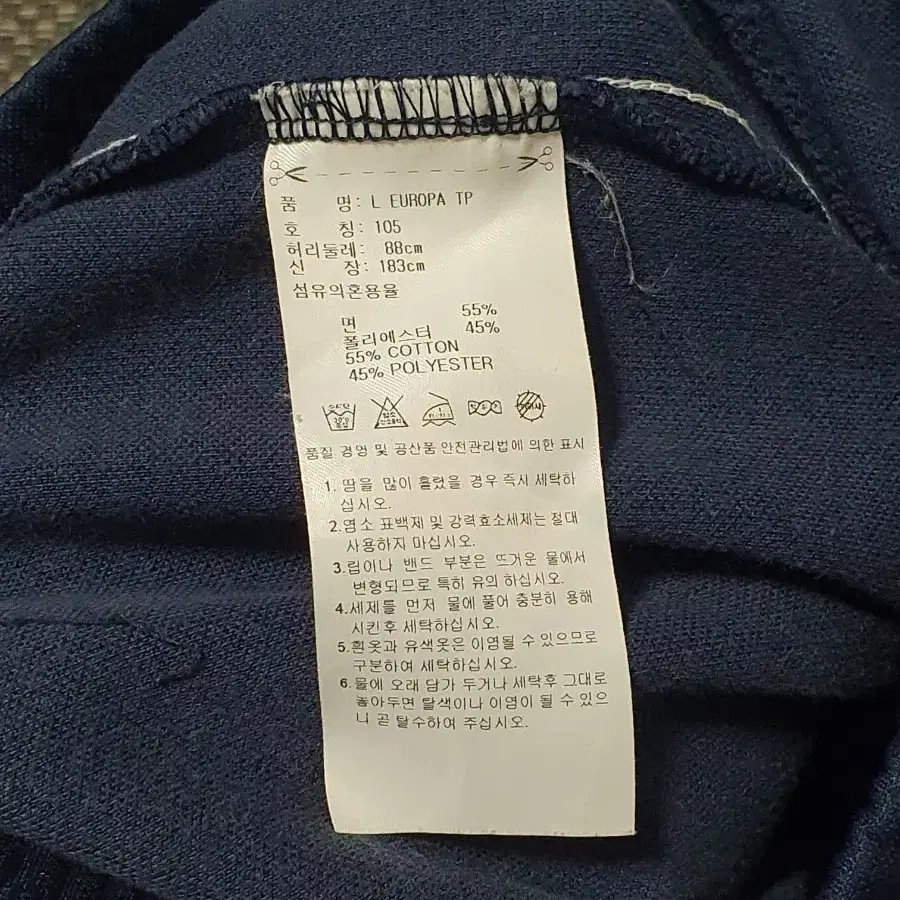 품 명: L EUROPA TP
호 칭: 105
허리둘레: 88cm
신 장: 183cm
섬유의혼용율
면 55%
폴리에스터 45%
55% COTTON
45% POLYESTER
품질 경영 및 공산품 안전관리법에 의한 표시
1. 땀을 많이 흘렸을 경우 즉시 세탁하
십시오.
2.염소 표백제 및 강력효소세제는 절대
사용하지 마십시오.
3.립이나 밴드 부분은 뜨거운 물에서
변형되므로 특히 유의 하십시오.
4.세제를 먼저 물에 풀어 충분히 용해
시킨후 세탁하십시오.
5.흰옷과 유색옷은 이염될 수 있으므로
구분하여 세탁하십시오.
6.물에 오래 담가 두거나 세탁후 그대로
놓아두면 탈색이나 이염이 될 수 있으
니 곧 탈수하여 주십시오.